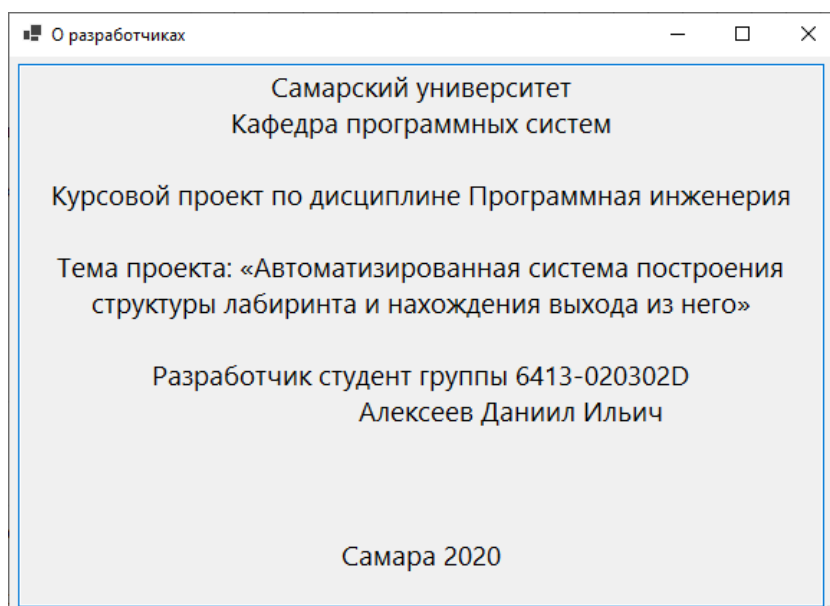 О разработчиках
Самарский университет
Кафедра программных систем
Курсовой проект по дисциплине Программная инженерия
Тема проекта: «Автоматизированная система построения
структуры лабиринта и нахождения выхода из него»
Разработчик студент группы 6413-020302D
Алексеев Даниил Ильич
Самара 2020